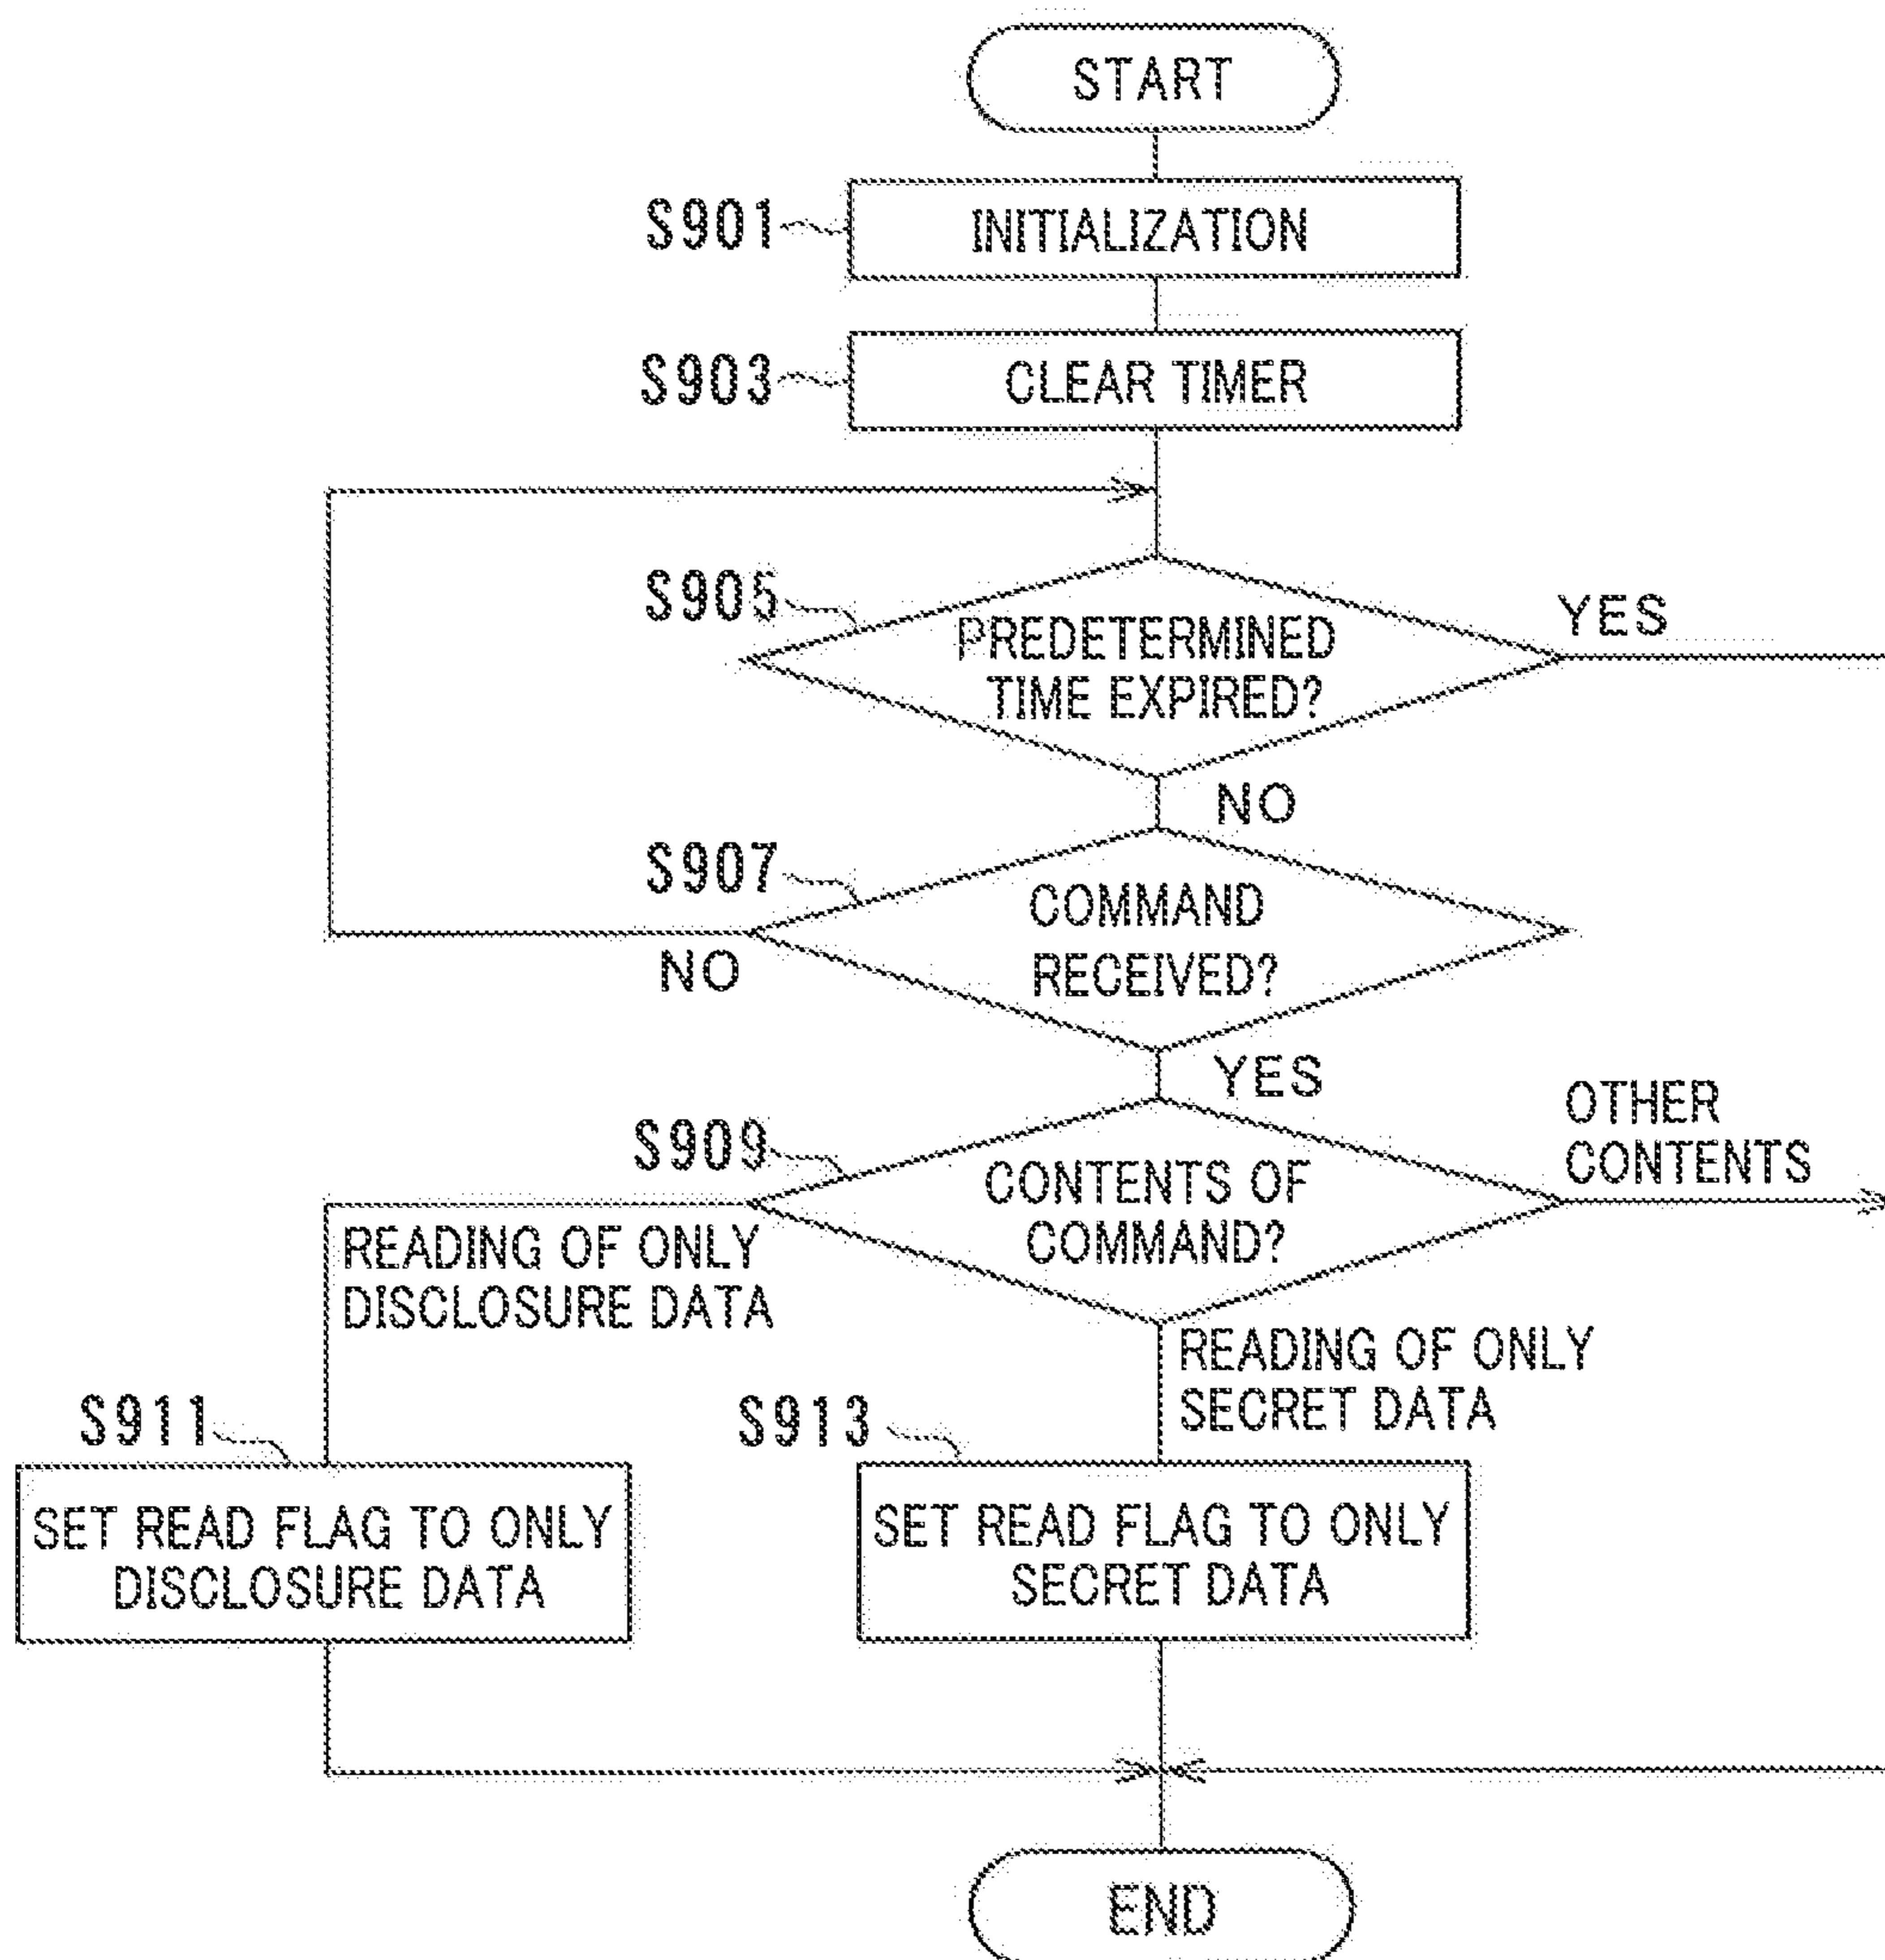 START
S901
INITIALIZATION
S903
CLEAR TIMER
S905
PREDETERMINED
TIME EXPIRED?
YES
NO
S907
COMMAND
RECEIVED?
NO
YES
S909
CONTENTS OF
COMMAND?
OTHER
CONTENTS
READING OF ONLY
DISCLOSURE DATA
READING OF ONLY
SECRET DATA
S911
SET READ FLAG TO ONLY
DISCLOSURE DATA
S913
SET READ FLAG TO ONLY
SECRET DATA
END